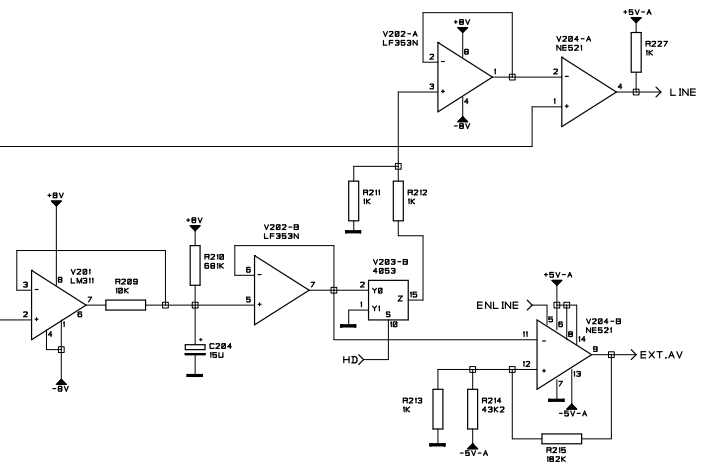 +8V
V202-A
LF353N
8
2
-
1
3
+
4
-8V
V204-A
NE521
2
-
1
+
4
+5V-A
R227
1K
LINE
R211
1K
R212
1K
+8V
V201
LM311
8
3
-
7
2
+
6
1
4
-8V
R209
10K
+8V
R210
681K
+
C204
15U
V202-B
LF353N
6
-
7
5
+
V203-B
4053
2
Y0
1
Y1
Z
15
S
10
HD
+5V-A
ENLINE
5
6
8
14
V204-B
NE521
11
-
12
+
9
EXT.AV
7
13
-5V-A
R213
1K
R214
43K2
-5V-A
R215
182K